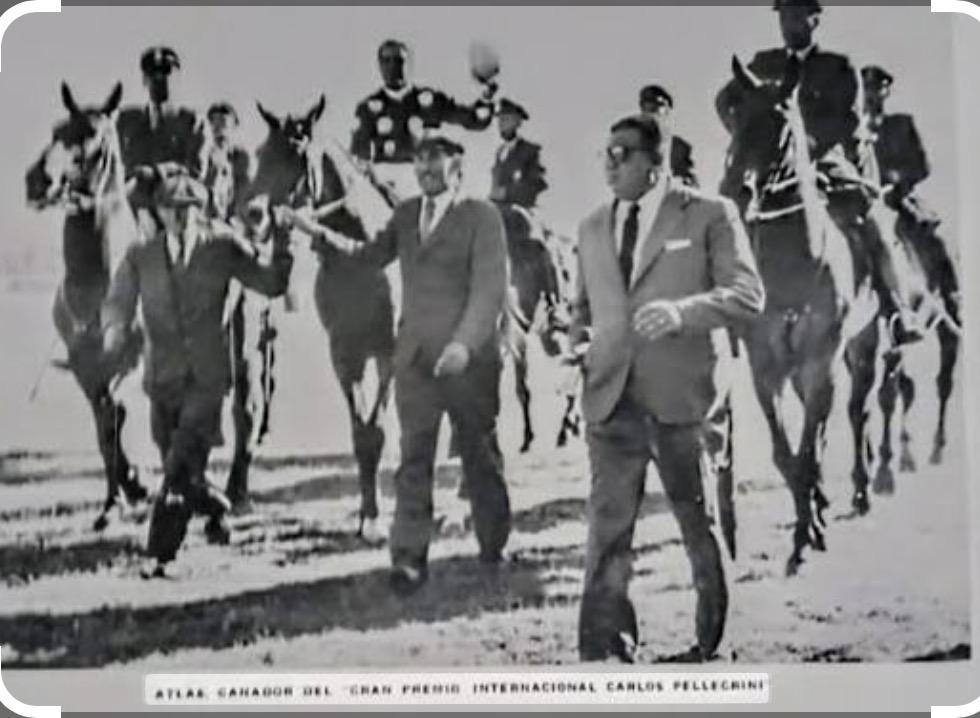 ATLAS, GANADOR DEL "GRAN PREMIO INTERNACIONAL CARLOS PELLEGRINI